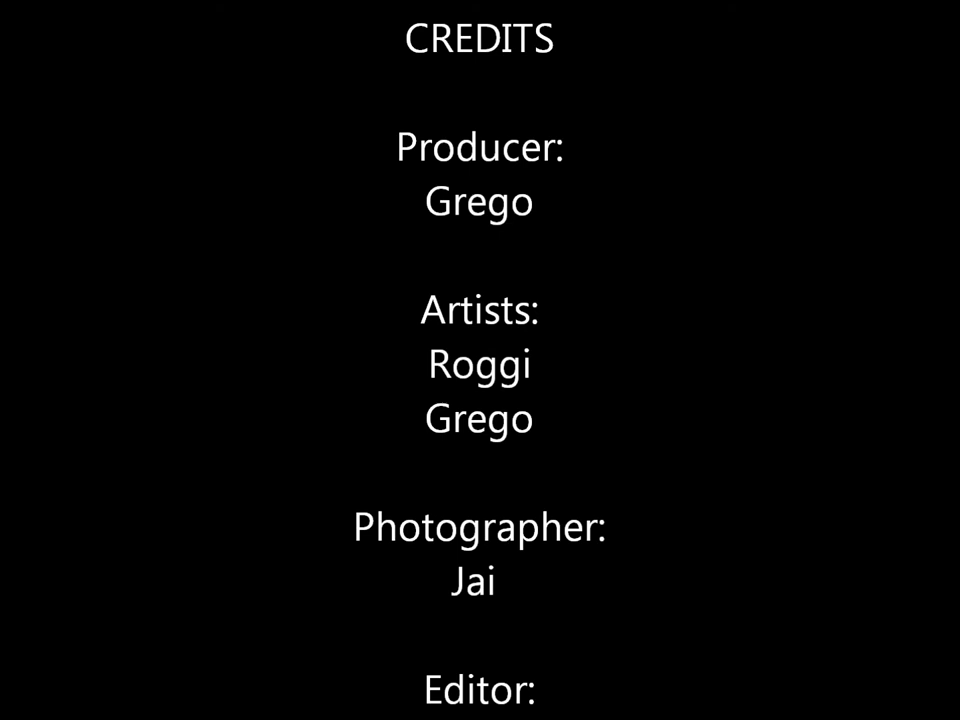 CREDITS
Producer:
Grego
Artists:
Roggi
Grego
Photographer:
Jai
Editor: